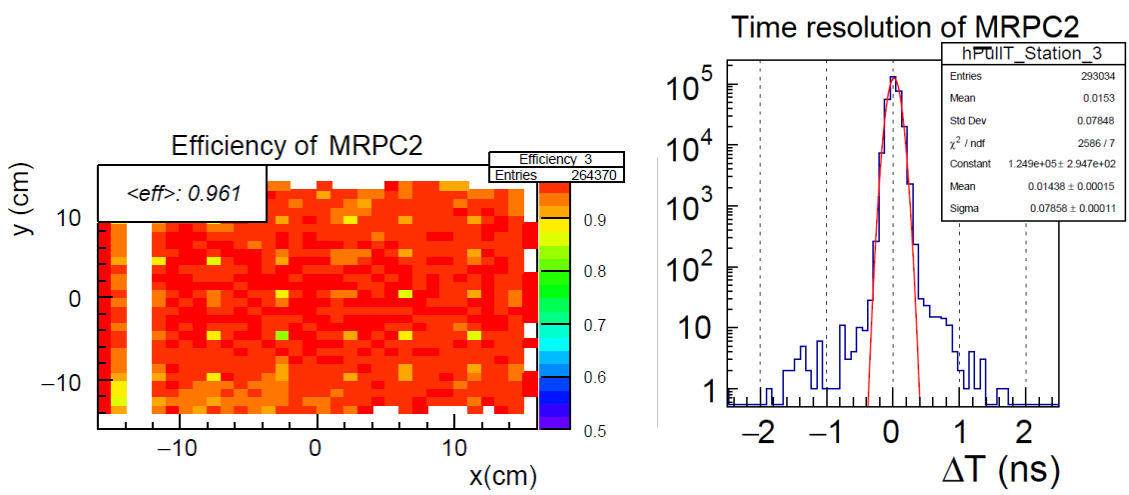 Efficiency of MRPC2
<eff>: 0.961
Efficiency_3
Entries 264370
y (cm)
10
0
−10
−10 0 10
x(cm)
0.9
0.8
0.7
0.6
0.5
Time resolution of MRPC2
hPullT_Station_3
Entries 293034
Mean 0.0153
Std Dev 0.07848
χ² / ndf 2586 / 7
Constant 1.249e+05 ± 2.947e+02
Mean 0.01438 ± 0.00015
Sigma 0.07858 ± 0.00011
10⁵
10⁴
10³
10²
10
1
−2 −1 0 1 2
ΔT (ns)